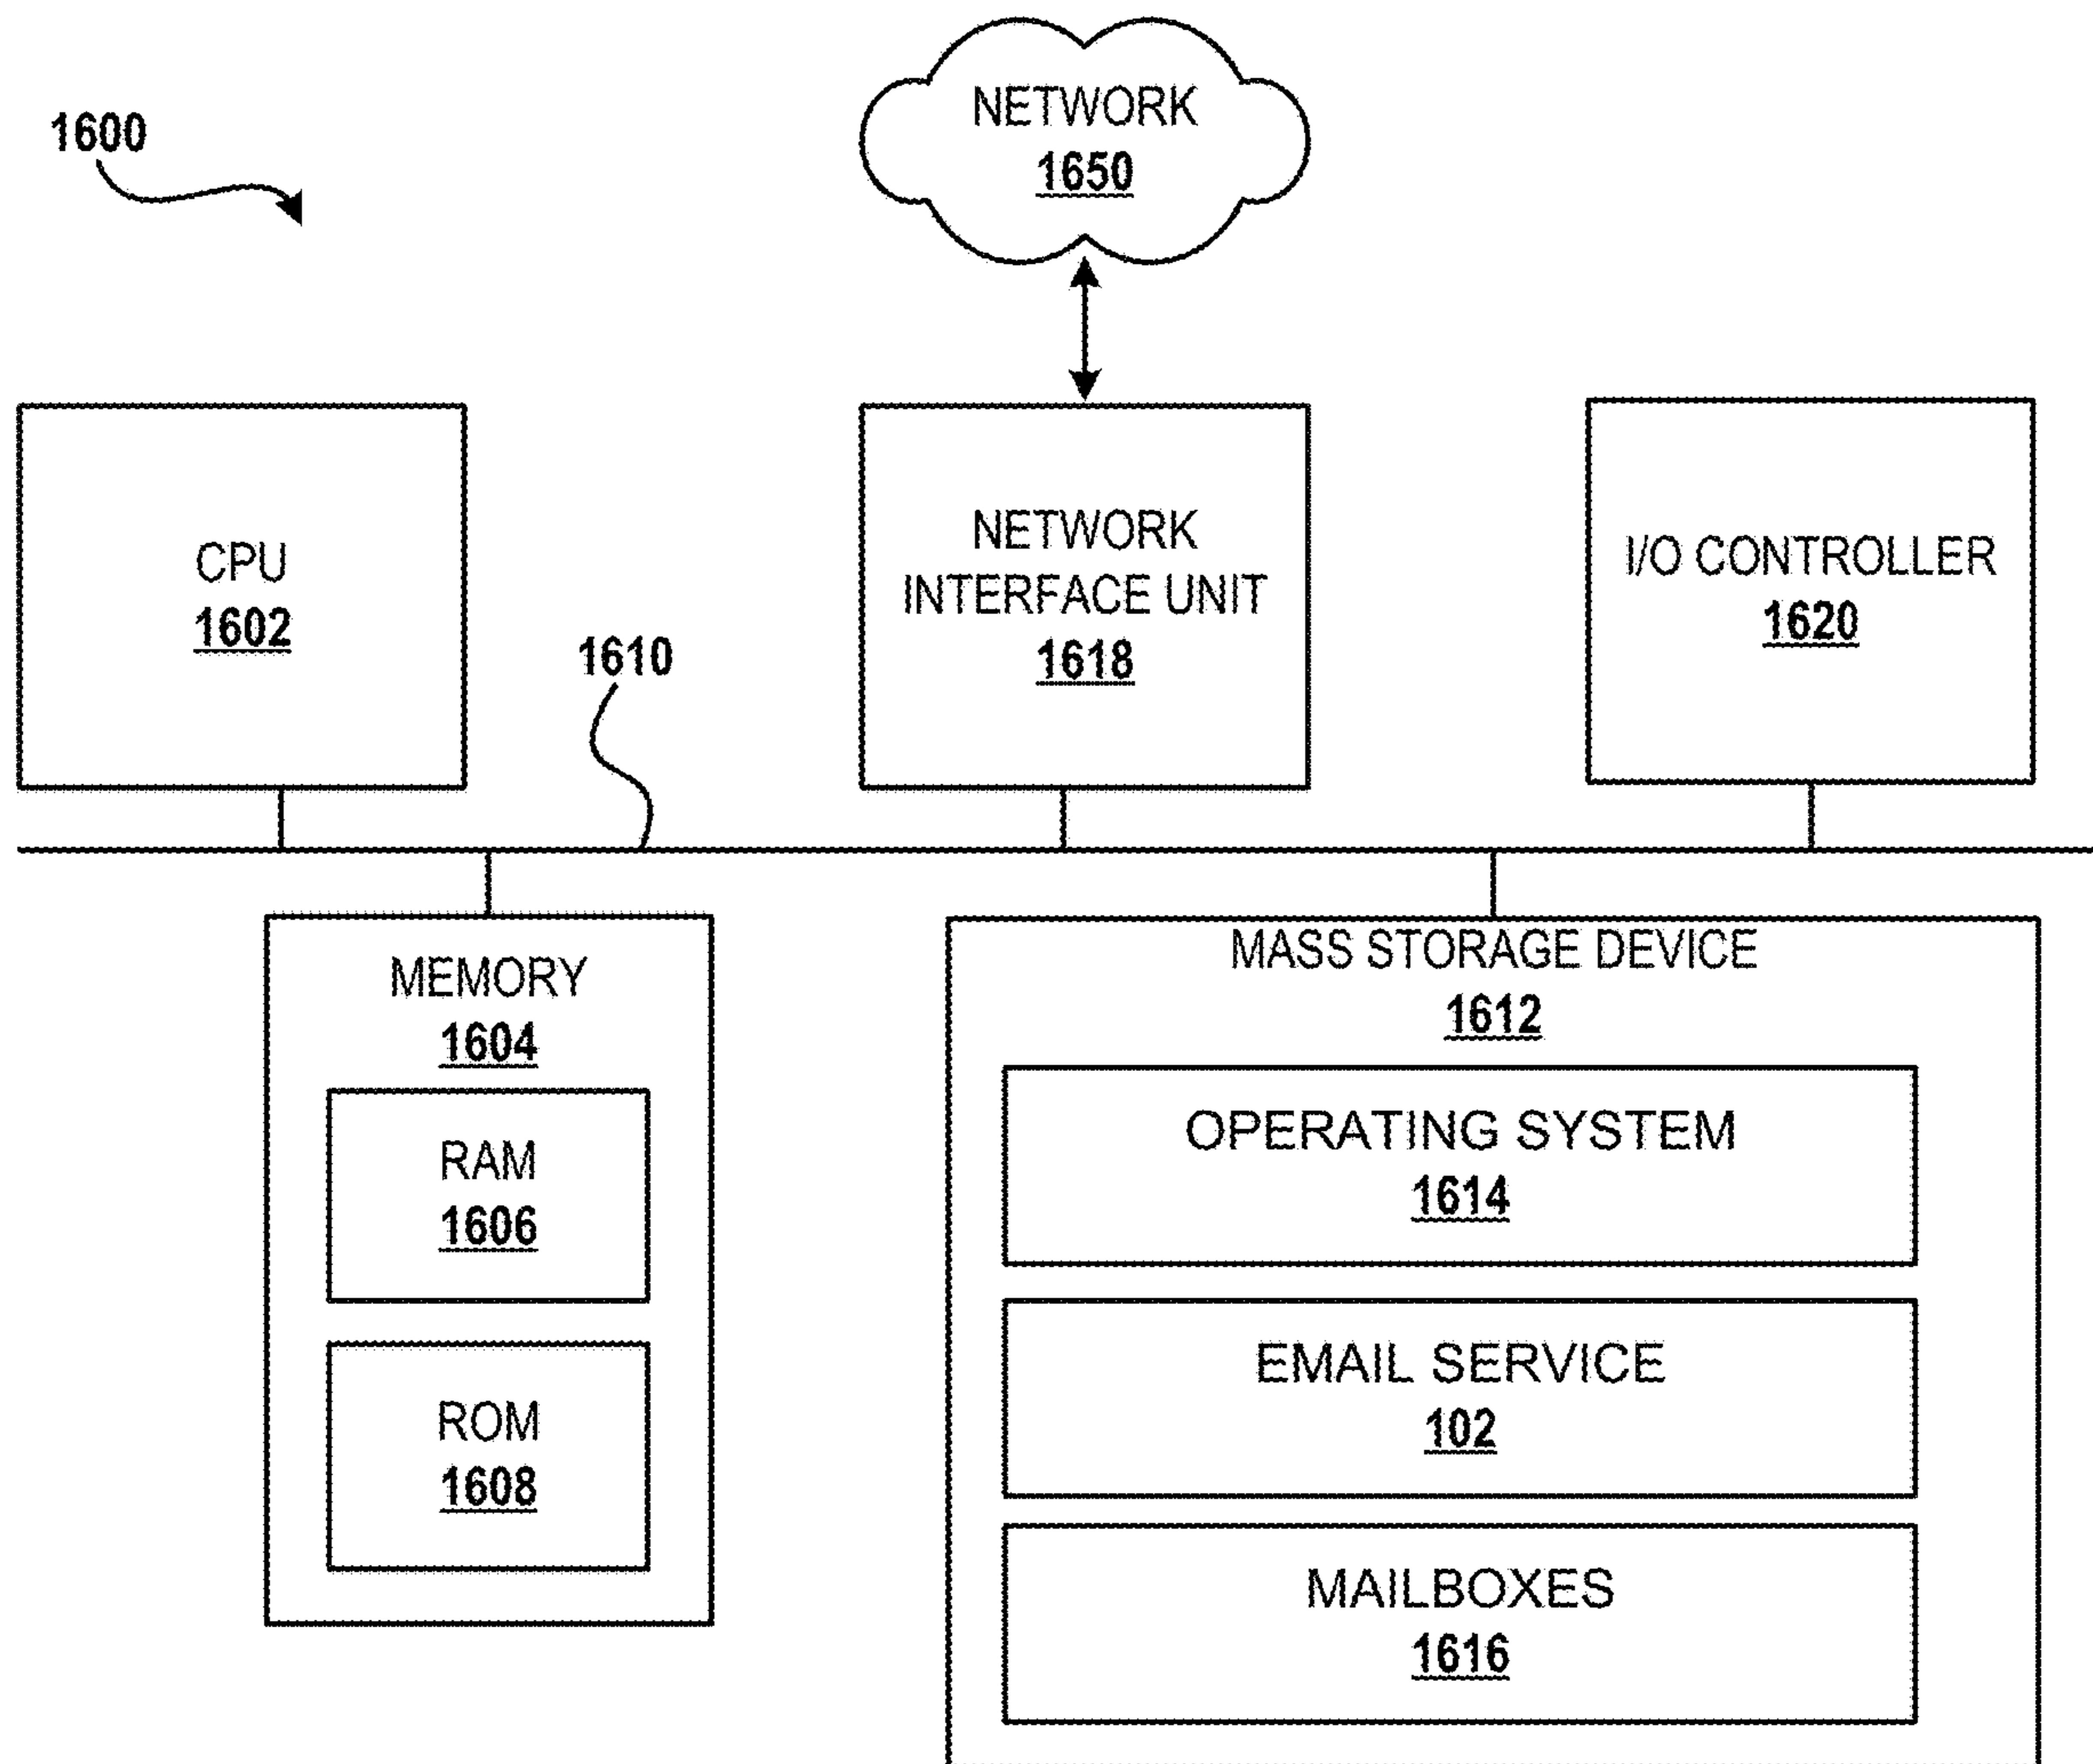 1600
NETWORK
1650
CPU
1602
NETWORK
INTERFACE UNIT
1618
I/O CONTROLLER
1620
1610
MEMORY
1604
RAM
1606
ROM
1608
MASS STORAGE DEVICE
1612
OPERATING SYSTEM
1614
EMAIL SERVICE
102
MAILBOXES
1616